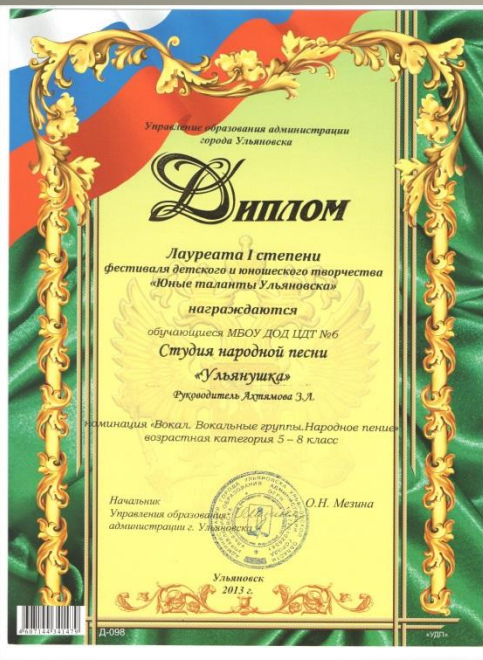 Управление образования администрации
города Ульяновска
Диплом
Лауреата I степени
фестиваля детского и юношеского творчества
«Юные таланты Ульяновска»
награждаются
обучающиеся МБОУ ДОД ЦДТ №6
Студия народной песни
«Ульянушка»
Руководитель Ахтямова З.А.
номинация «Вокал. Вокальные группы.Народное пение»
возрастная категория 5 – 8 класс
Начальник
Управления образования
администрации г. Ульяновска
О.Н. Мезина
Ульяновск
2013 г.
Д-098
«УДП»